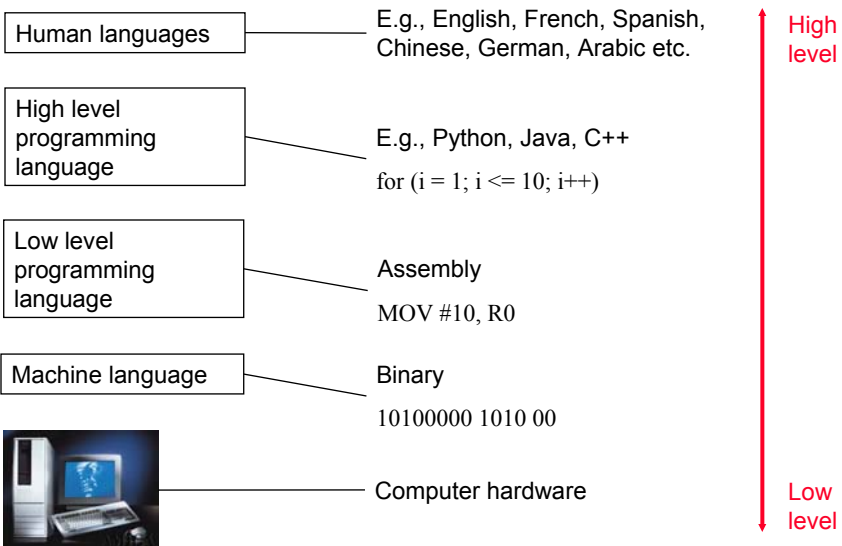 Human languages
E.g., English, French, Spanish,
Chinese, German, Arabic etc.
High
level
High level
programming
language
E.g., Python, Java, C++
for (i = 1; i <= 10; i++)
Low level
programming
language
Assembly
MOV #10, R0
Machine language
Binary
10100000 1010 00
Computer hardware
Low
level